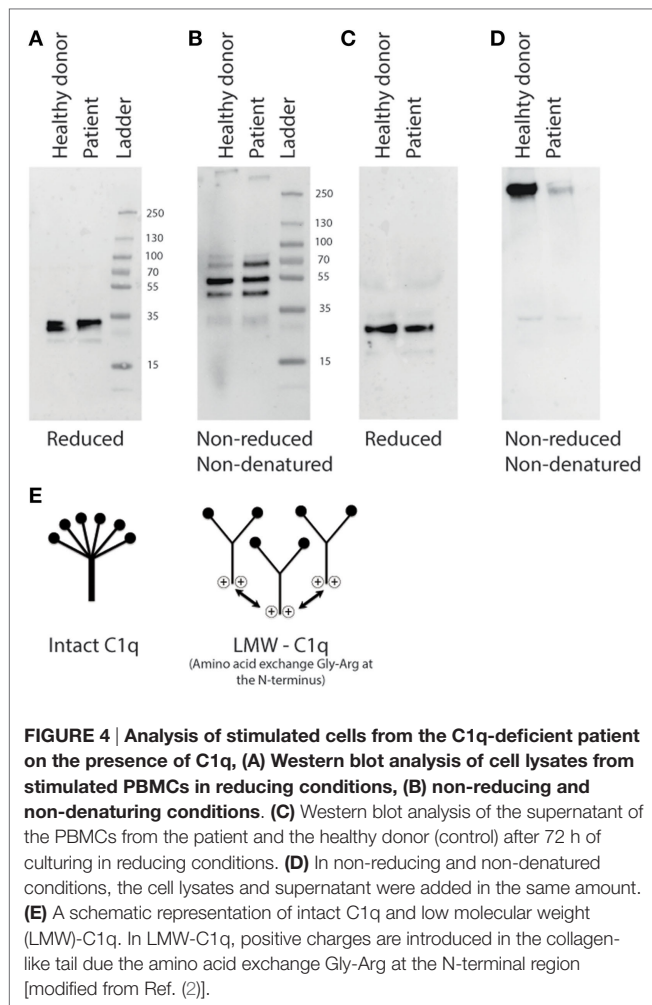 A
B
C
D
Healthy donor
Patient
Ladder
Healthy donor
Patient
Ladder
Healthy donor
Patient
Healhty donor
Patient
250
130
100
70
55
35
15
250
130
100
70
55
35
15
Reduced
Non-reduced
Non-denatured
Reduced
Non-reduced
Non-denatured
E
+ + + + + +
Intact C1q
LMW - C1q
(Amino acid exchange Gly-Arg at
the N-terminus)
FIGURE 4 | Analysis of stimulated cells from the C1q-deficient patient
on the presence of C1q, (A) Western blot analysis of cell lysates from
stimulated PBMCs in reducing conditions, (B) non-reducing and
non-denaturing conditions. (C) Western blot analysis of the supernatant of
the PBMCs from the patient and the healthy donor (control) after 72 h of
culturing in reducing conditions. (D) In non-reducing and non-denatured
conditions, the cell lysates and supernatant were added in the same amount.
(E) A schematic representation of intact C1q and low molecular weight
(LMW)-C1q. In LMW-C1q, positive charges are introduced in the collagen-
like tail due the amino acid exchange Gly-Arg at the N-terminal region
[modified from Ref. (2)].